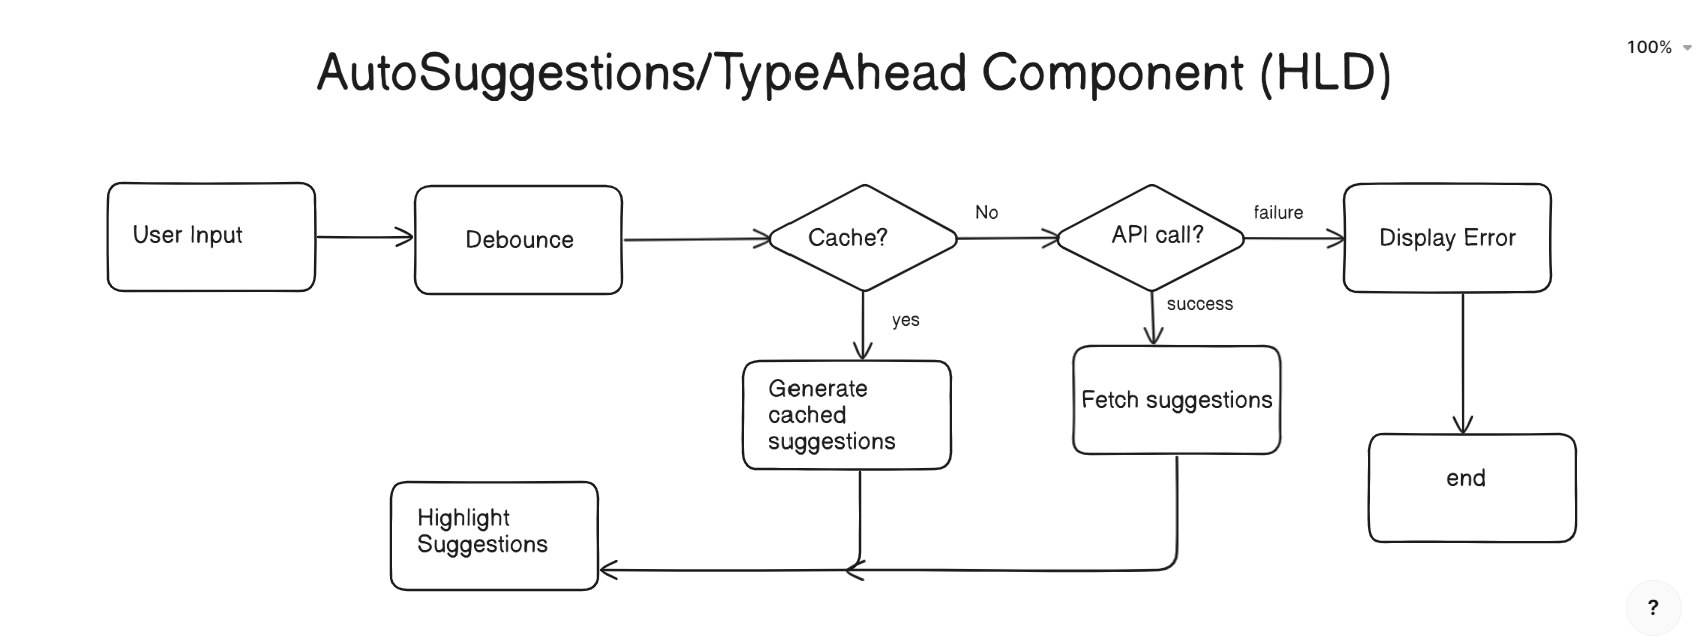 100%
AutoSuggestions/TypeAhead Component (HLD)
User Input
Debounce
Cache?
No
API call?
failure
Display Error
yes
success
Generate
cached
suggestions
Fetch suggestions
end
Highlight
Suggestions
?